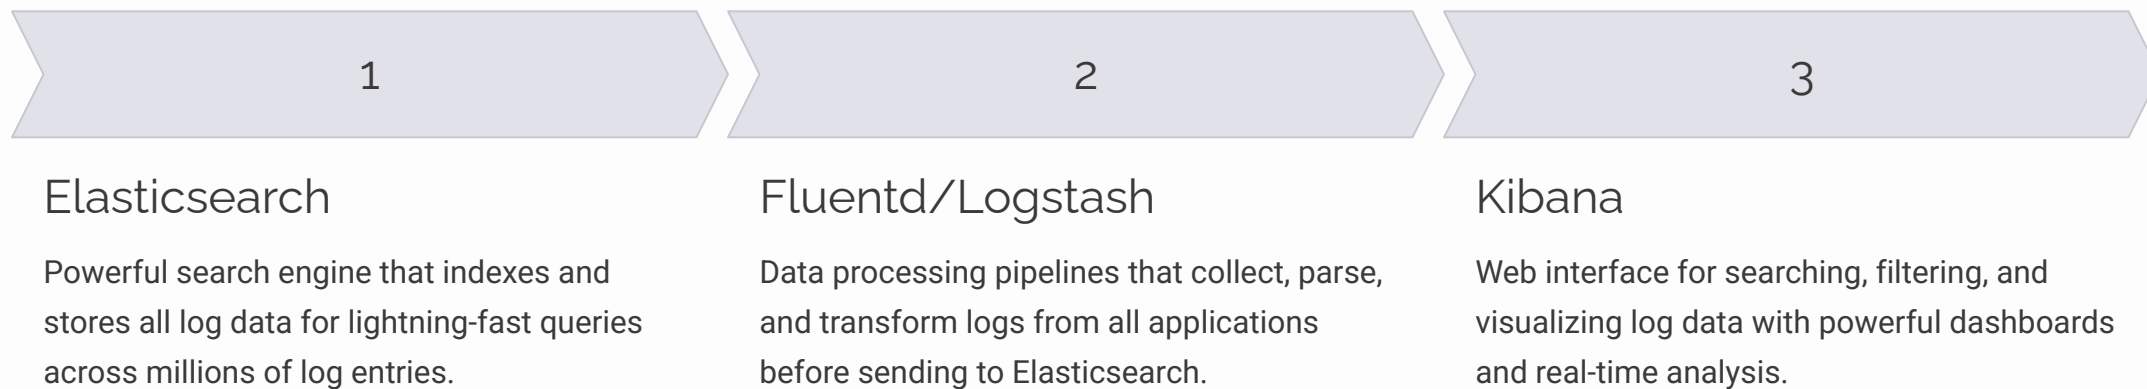 1
Elasticsearch
Powerful search engine that indexes and
stores all log data for lightning-fast queries
across millions of log entries.
2
Fluentd/Logstash
Data processing pipelines that collect, parse,
and transform logs from all applications
before sending to Elasticsearch.
3
Kibana
Web interface for searching, filtering, and
visualizing log data with powerful dashboards
and real-time analysis.